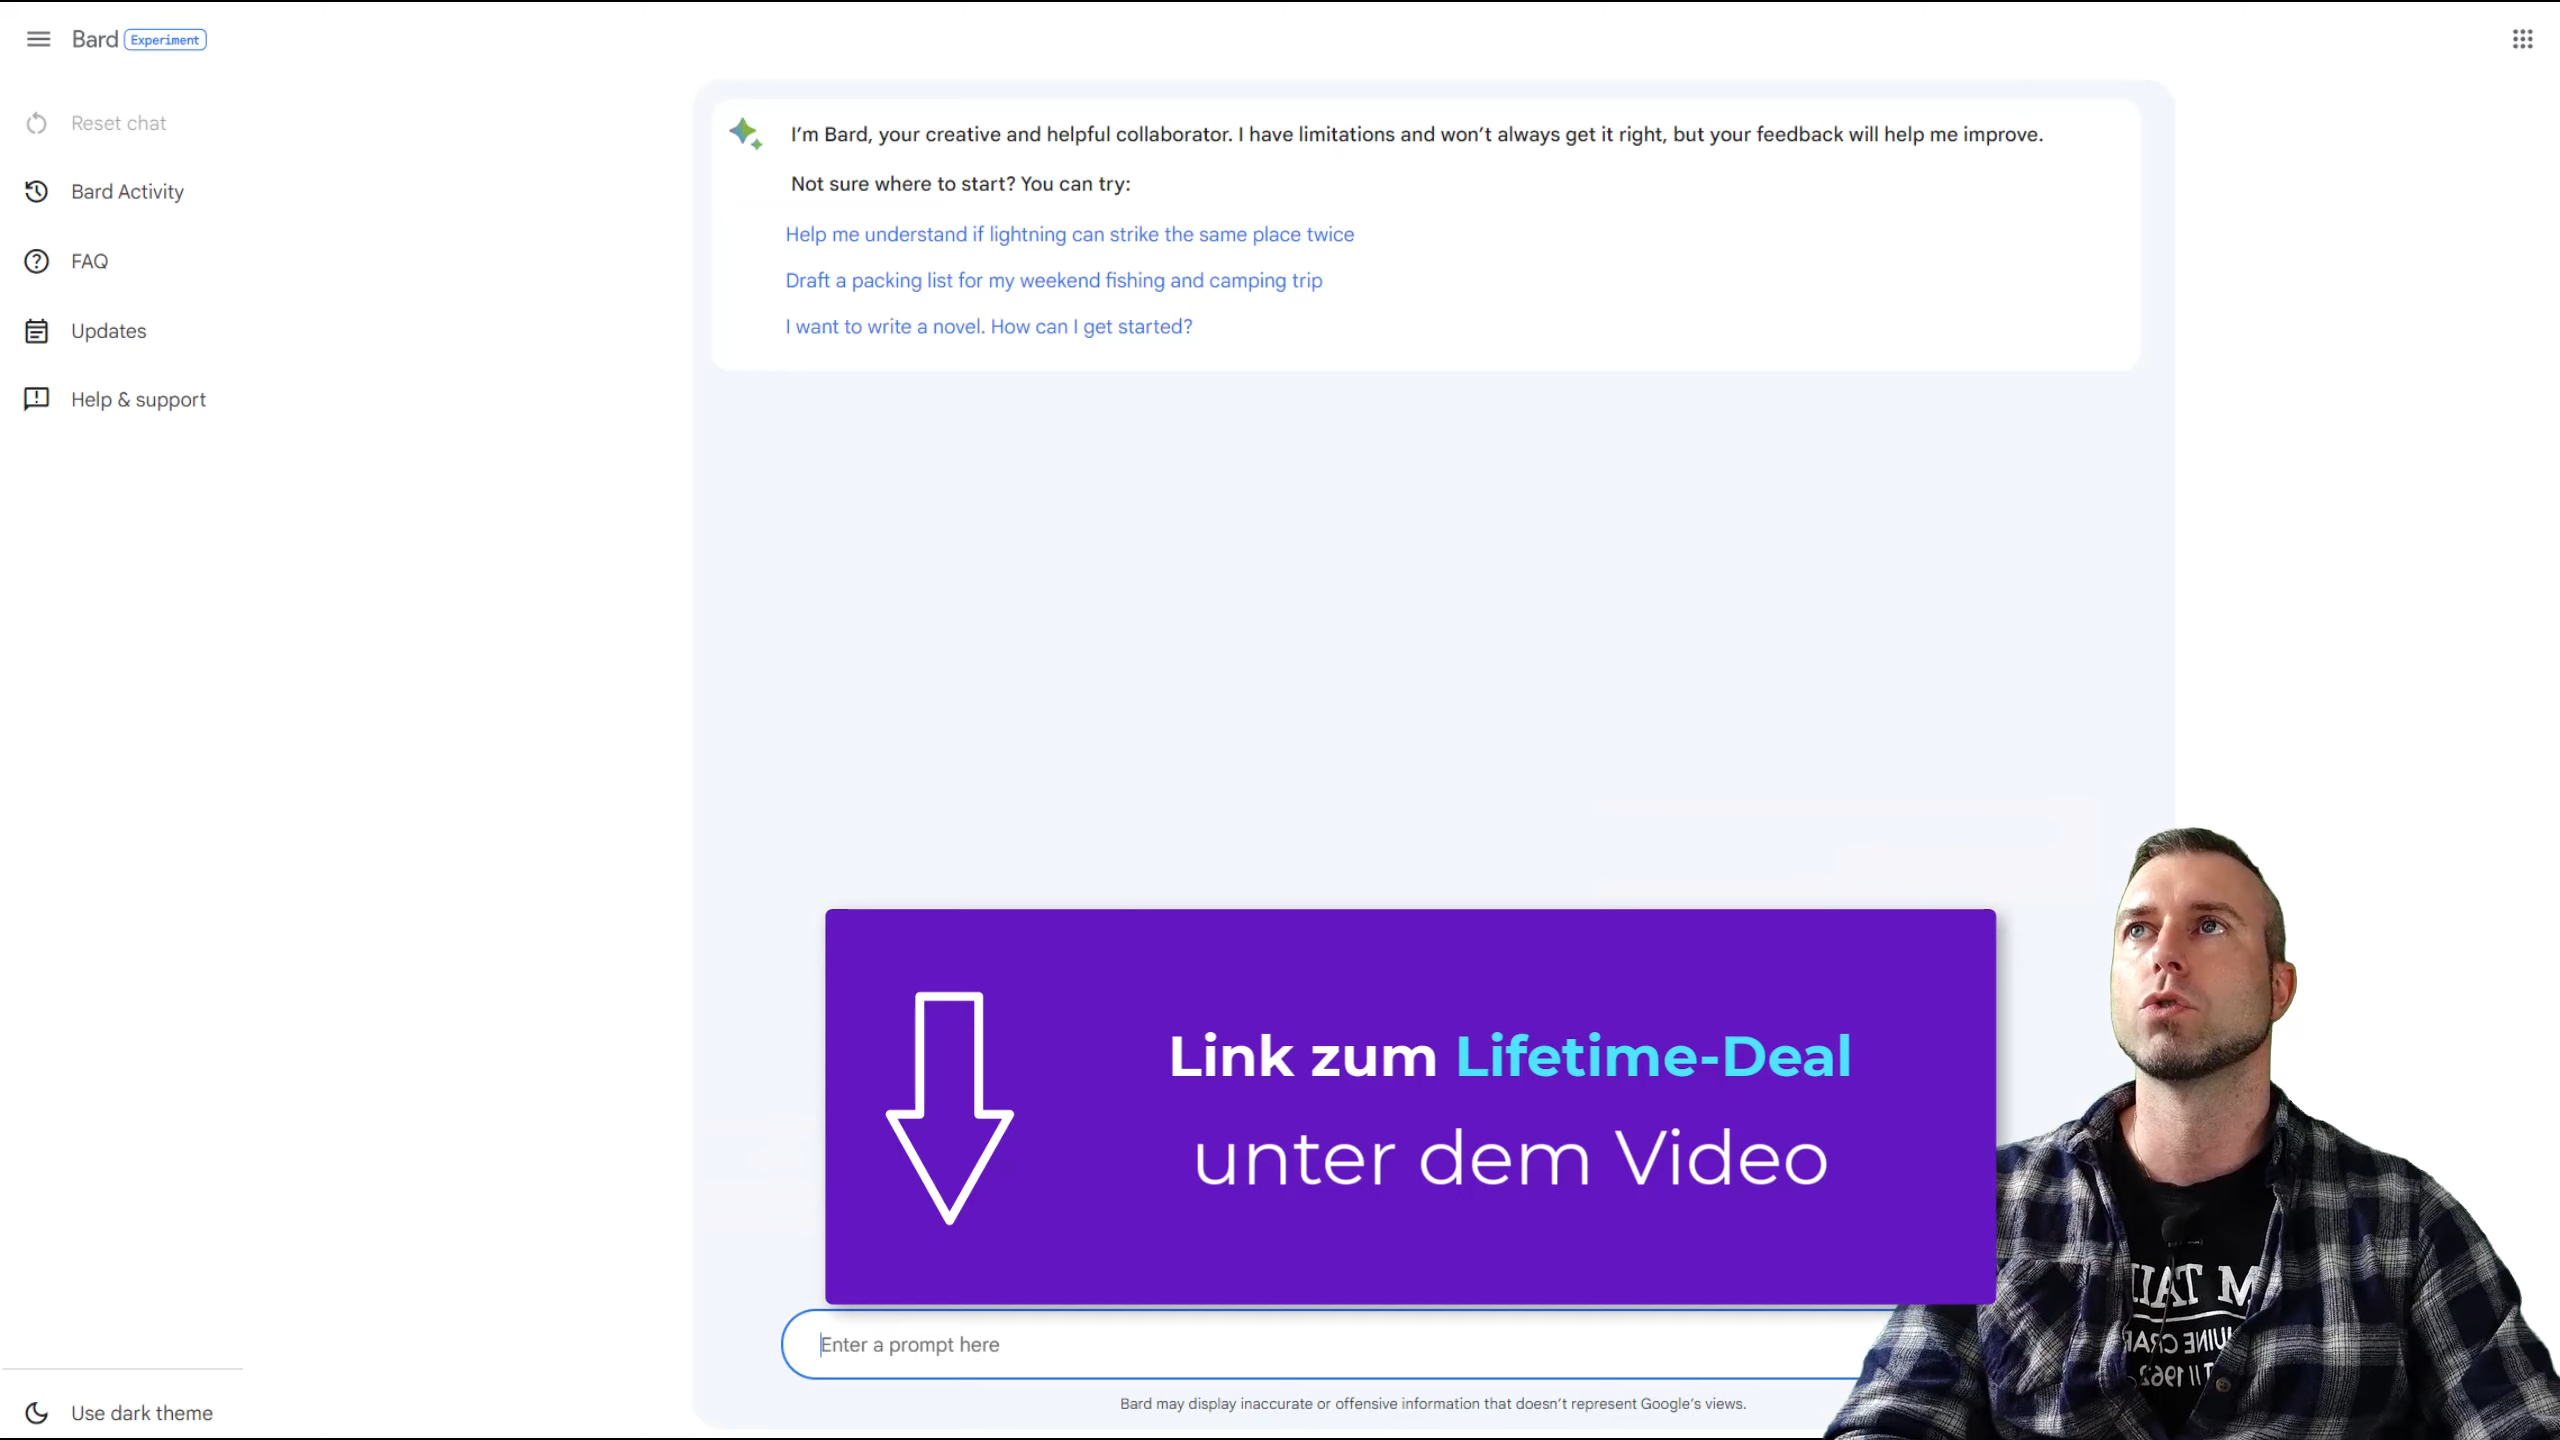 Bard Experiment
Reset chat
Bard Activity
FAQ
Updates
Help & support
Use dark theme
I’m Bard, your creative and helpful collaborator. I have limitations and won’t always get it right, but your feedback will help me improve.
Not sure where to start? You can try:
Help me understand if lightning can strike the same place twice
Draft a packing list for my weekend fishing and camping trip
I want to write a novel. How can I get started?
Link zum Lifetime-Deal
unter dem Video
Enter a prompt here
Bard may display inaccurate or offensive information that doesn’t represent Google’s views.